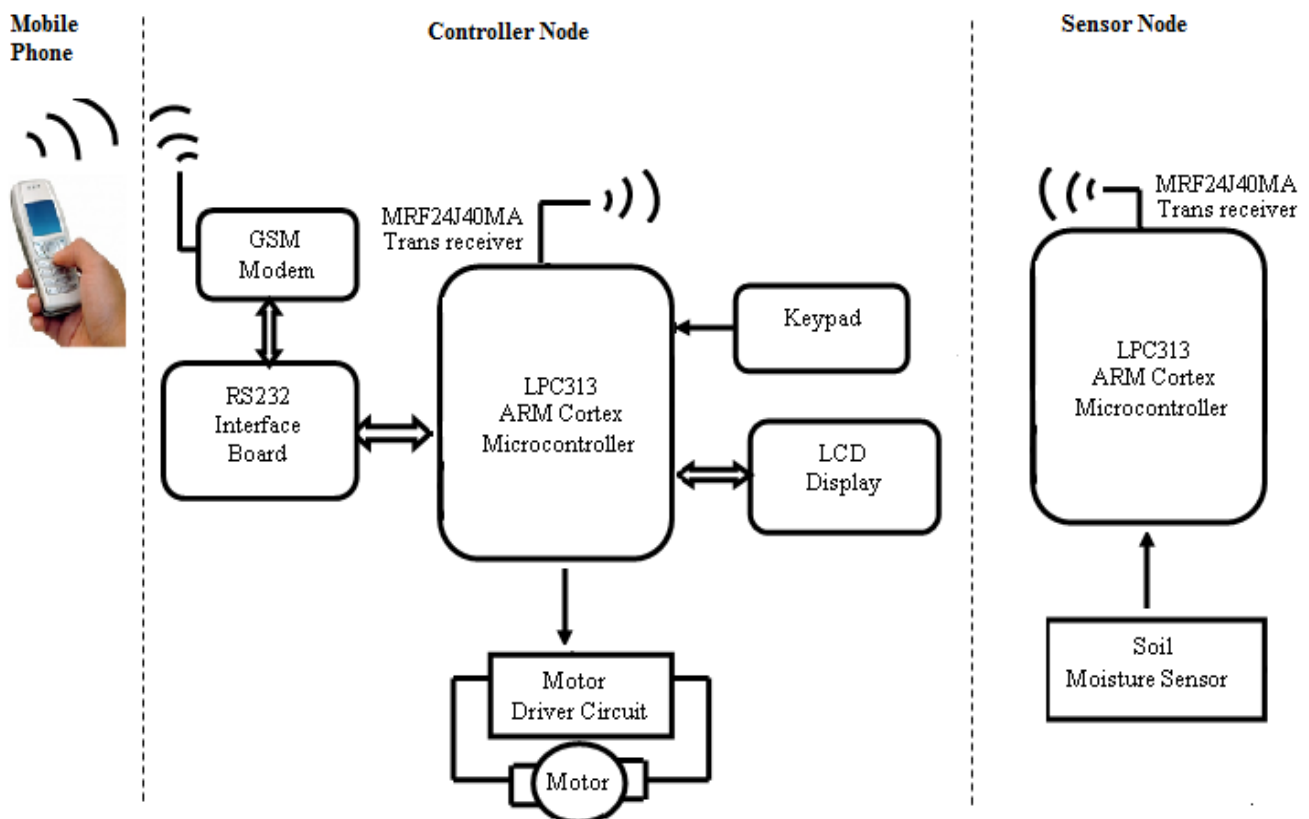 Mobile
Phone
Controller Node
Sensor Node
GSM
Modem
MRF24J40MA
Trans receiver
MRF24J40MA
Trans receiver
Keypad
RS232
Interface
Board
LPC313
ARM Cortex
Microcontroller
LCD
Display
LPC313
ARM Cortex
Microcontroller
Motor
Driver Circuit
Motor
Soil
Moisture Sensor